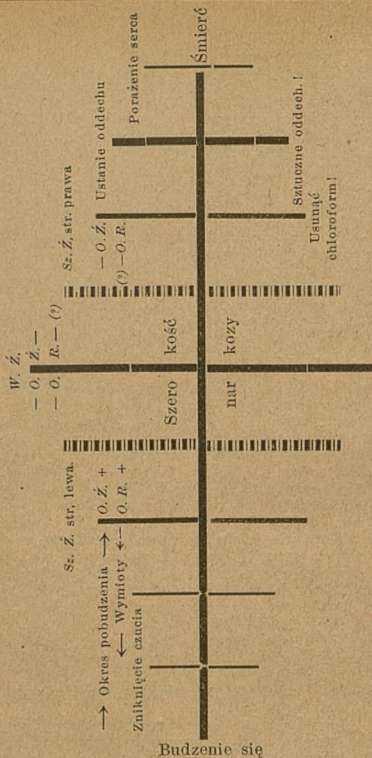 Budzenie się
Zniknięcie czucia
→ Okres pobudzenia →
← Wymioty ←
O. Ź. +
O. R. +
Sz. Ź. str, lewa.
Szero kość
nar kozy
W. Ź.
— O. Ź. —
— O, R. — (?)
Sz. Ź, str. prawa
— O. Ź.
(?) — O. R.
Ustanie oddechu
Usunąć
chloroform!
Sztuczne oddech.!
Porażenie serca
Śmierć